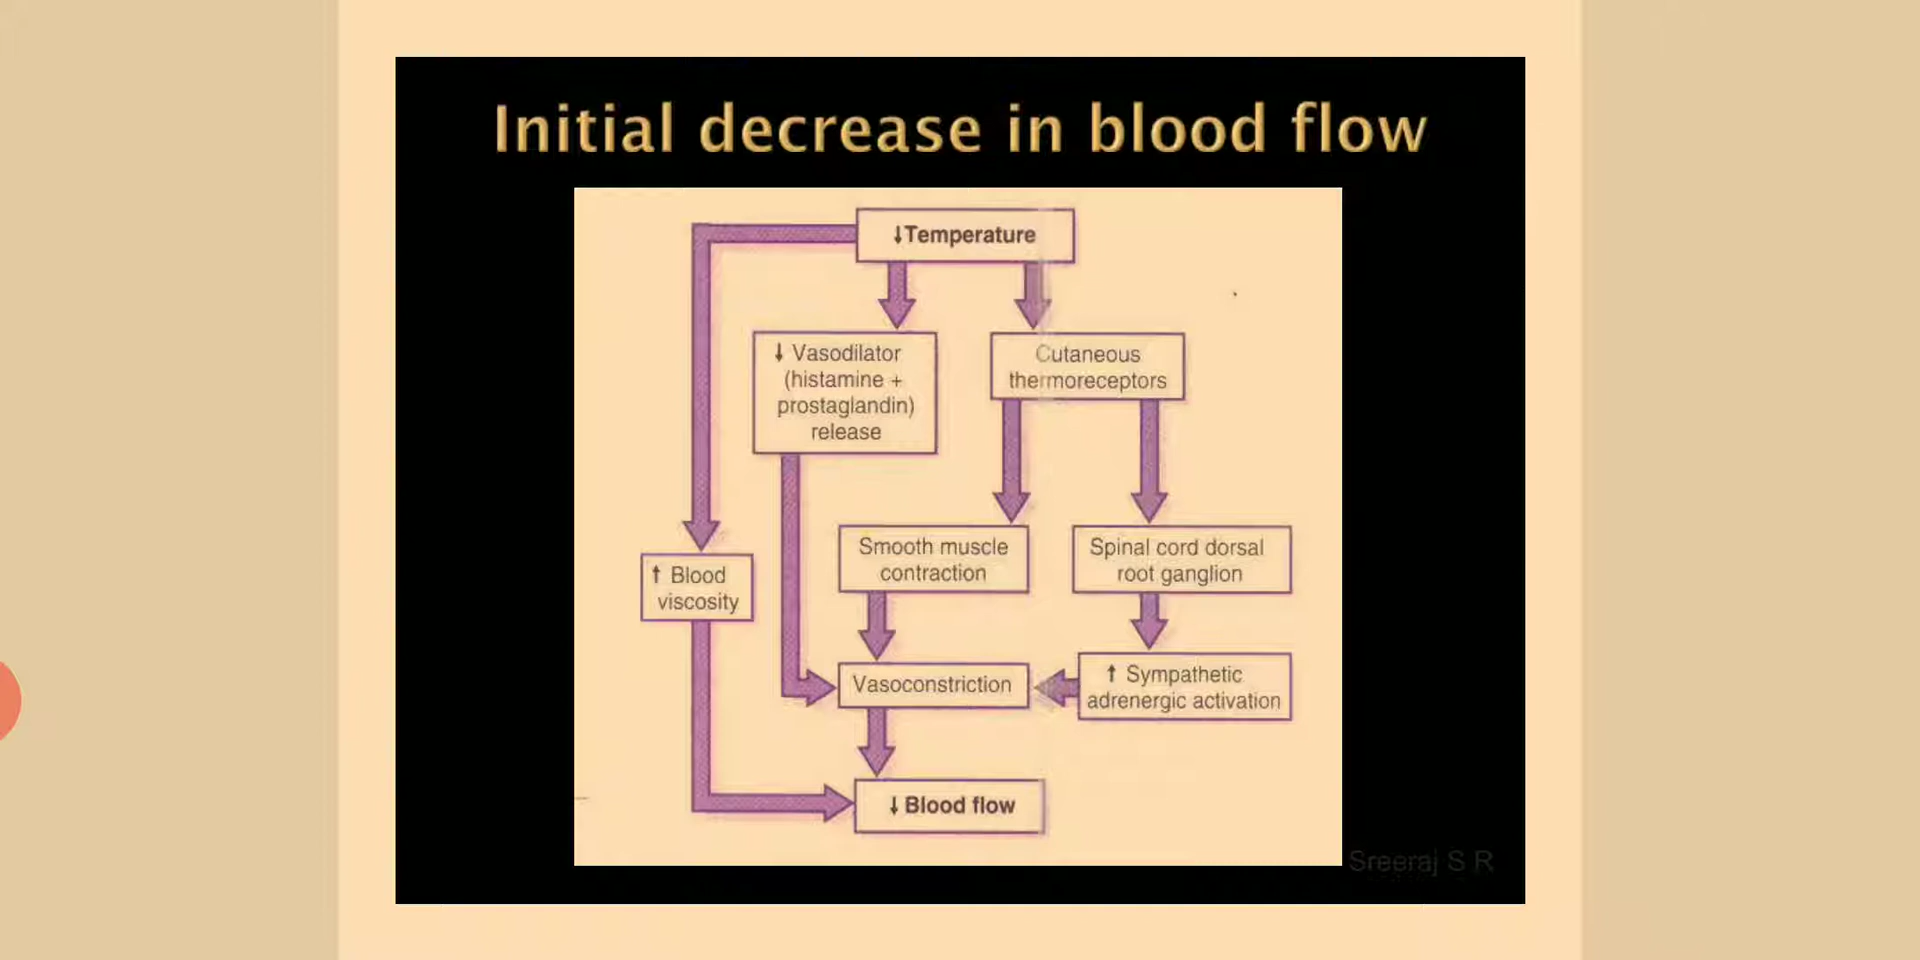 Initial decrease in blood flow
↓Temperature
↓ Vasodilator
(histamine +
prostaglandin)
release
Cutaneous
thermoreceptors
Smooth muscle
contraction
Spinal cord dorsal
root ganglion
↑ Blood
viscosity
Vasoconstriction
↑ Sympathetic
adrenergic activation
↓ Blood flow
Sreeraj S R